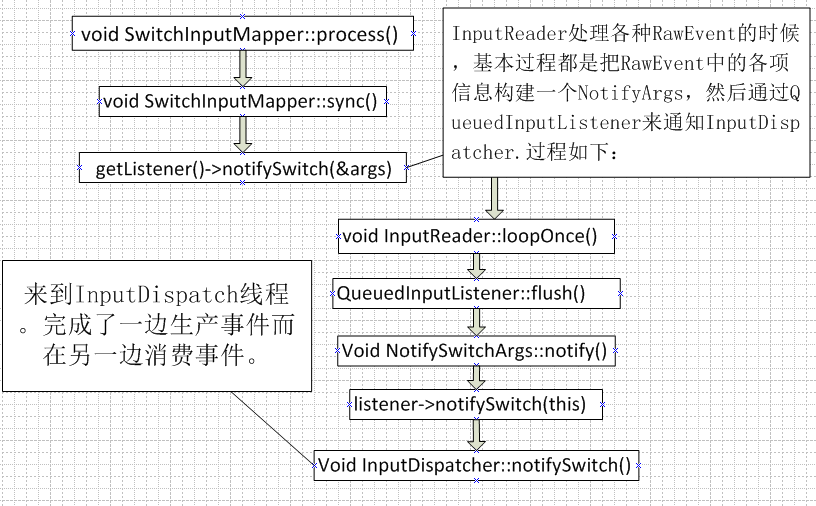 void SwitchInputMapper::process()
void SwitchInputMapper::sync()
getListener()->notifySwitch(&args)
InputReader处理各种RawEvent的时候
，基本过程都是把RawEvent中的各项
信息构建一个NotifyArgs，然后通过Q
ueuedInputListener来通知InputDisp
atcher.过程如下：
void InputReader::loopOnce()
QueuedInputListener::flush()
Void NotifySwitchArgs::notify()
listener->notifySwitch(this)
Void InputDispatcher::notifySwitch()
来到InputDispatch线程
。完成了一边生产事件而
在另一边消费事件。